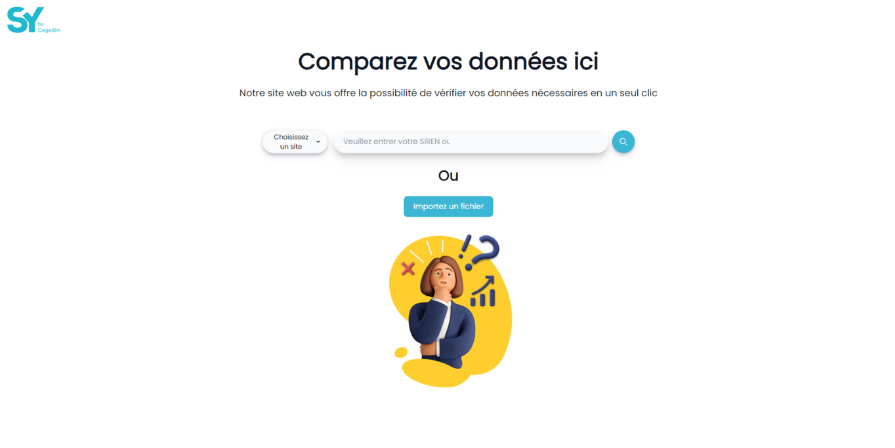 SY
by
Cegedim
Comparez vos données ici
Notre site web vous offre la possibilité de vérifier vos données nécessaires en un seul clic
Choisissez
un site
Veuillez entrer votre SIREN ou
Ou
Importez un fichier